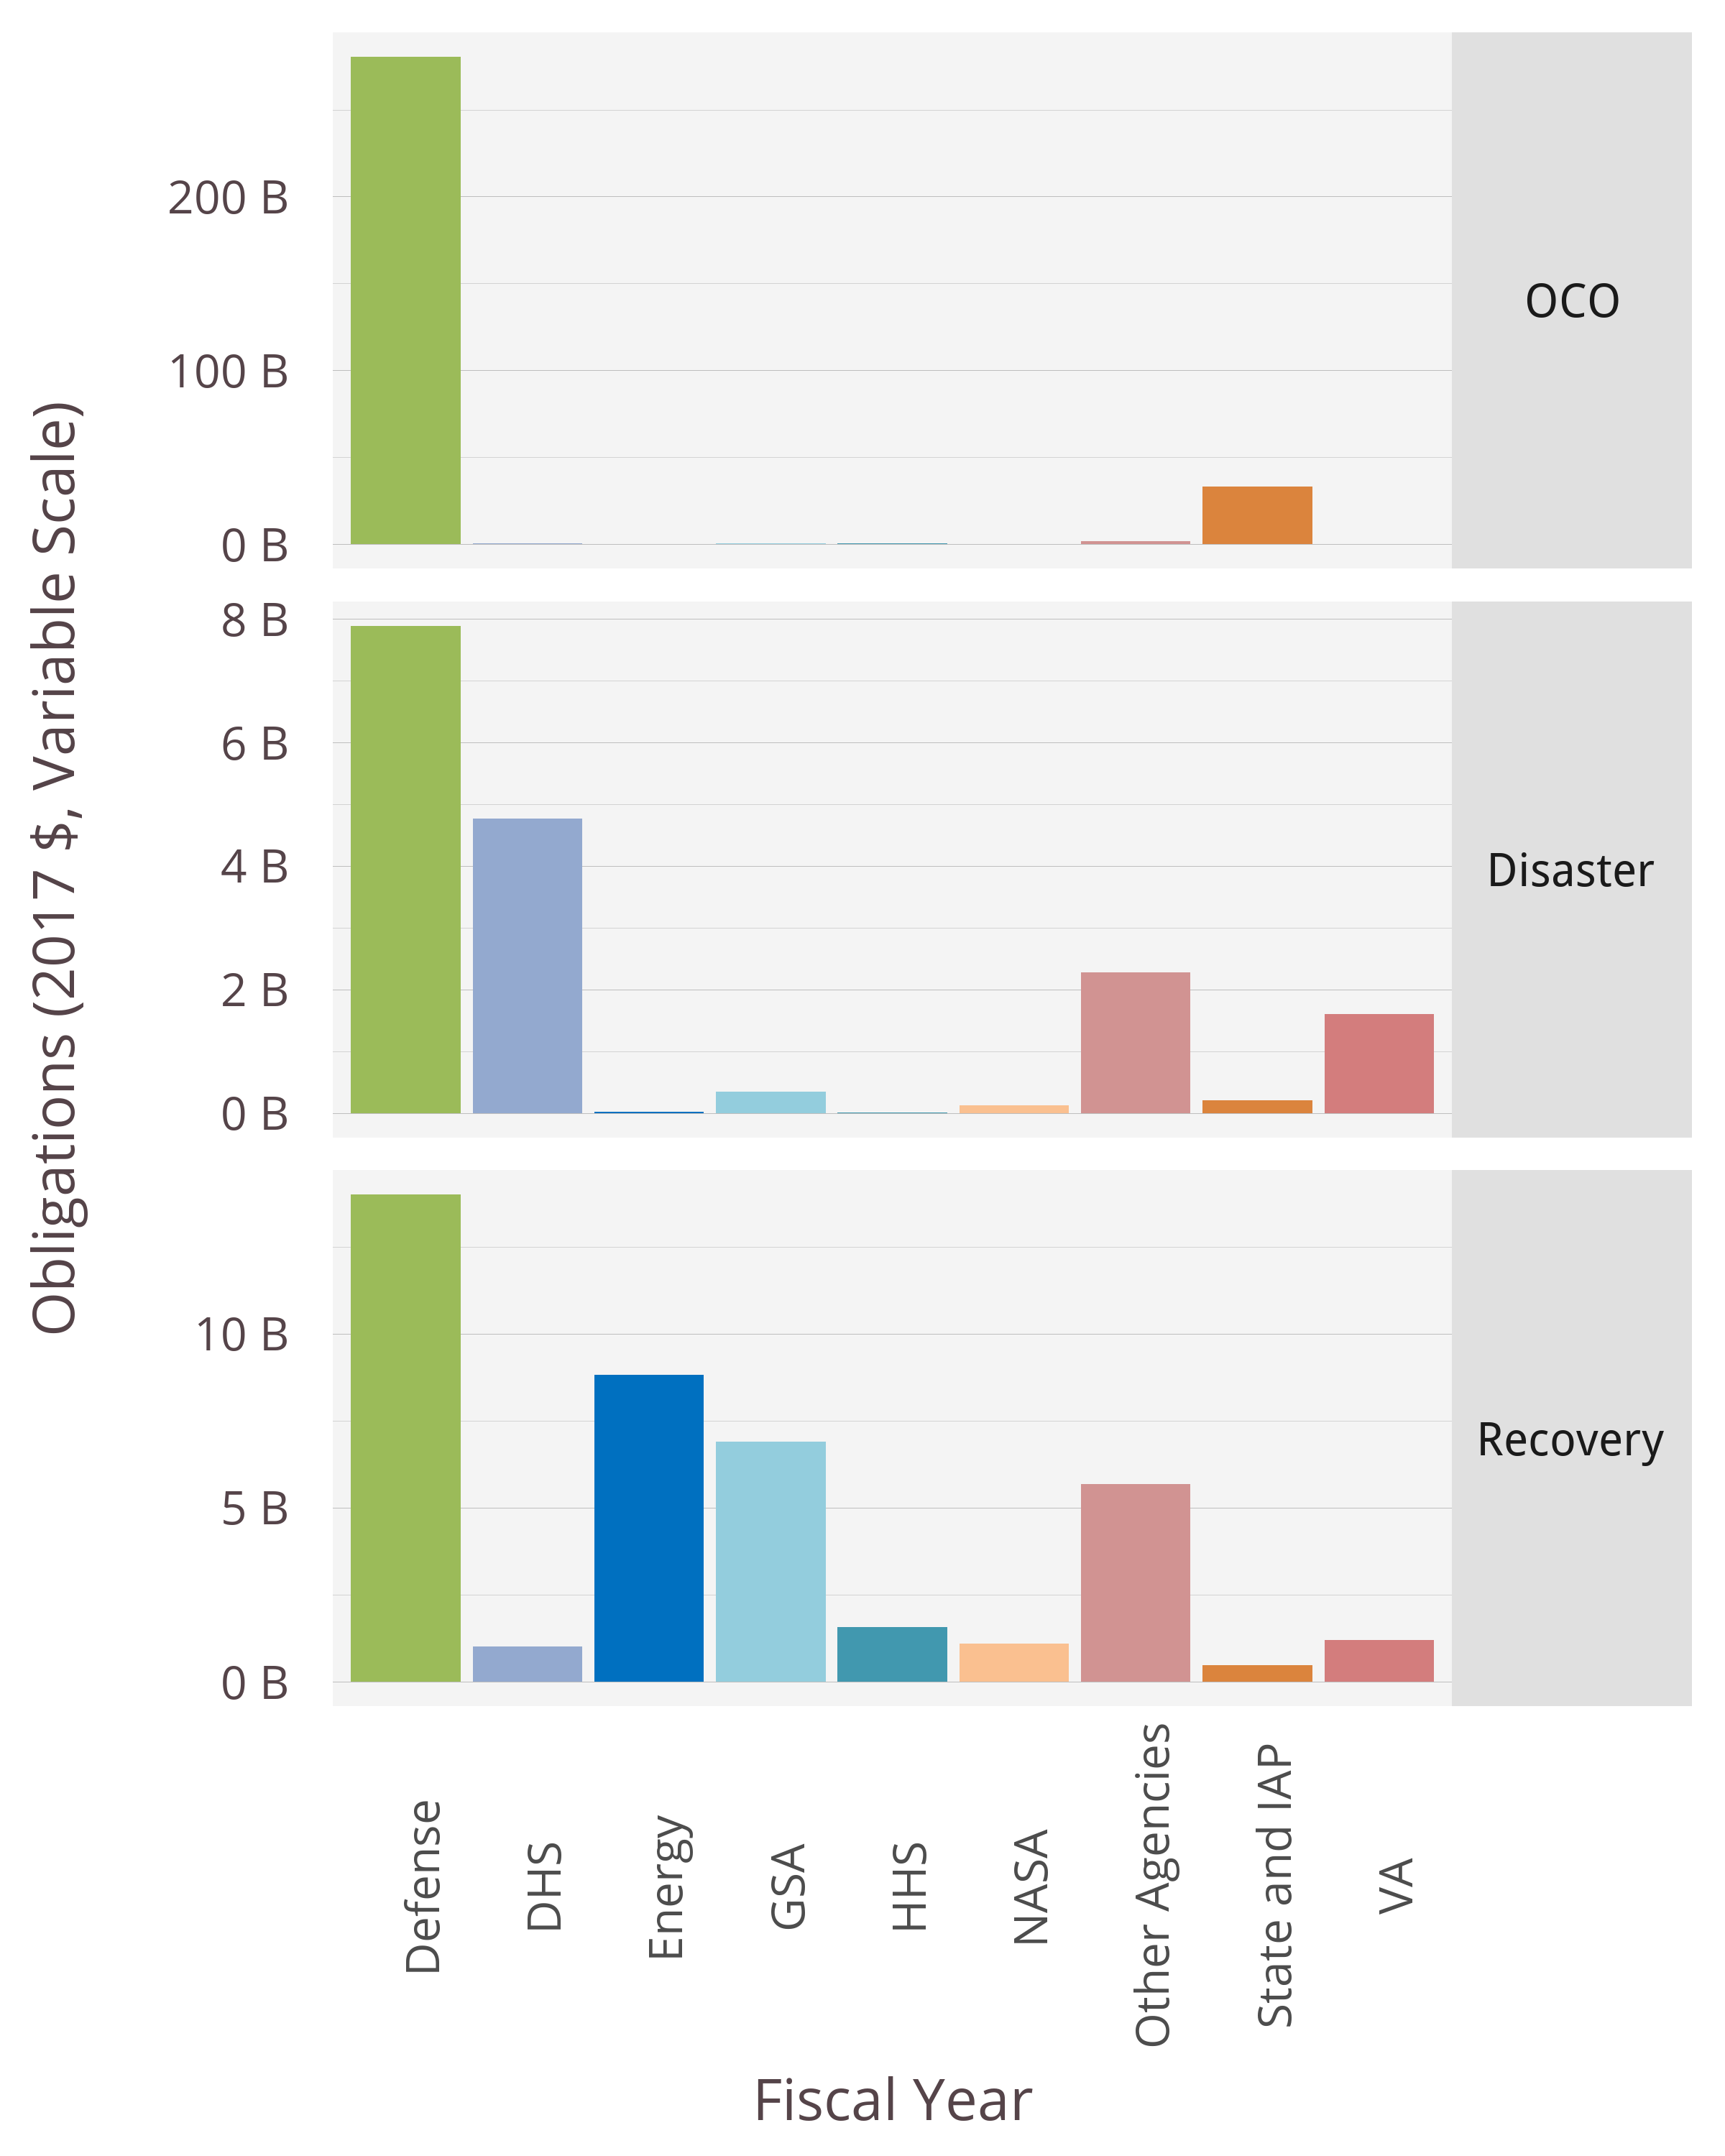 Obligations (2017 $, Variable Scale)
200 B
100 B
0 B
OCO
8 B
6 B
4 B
2 B
0 B
Disaster
10 B
5 B
0 B
Recovery
Defense
DHS
Energy
GSA
HHS
NASA
Other Agencies
State and IAP
VA
Fiscal Year